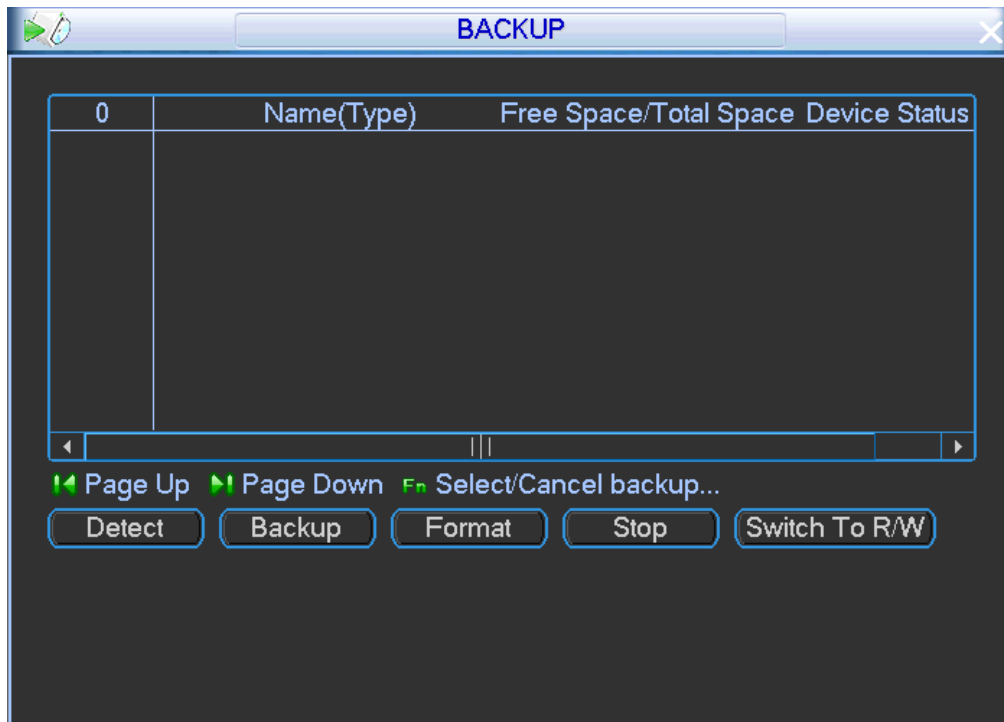 BACKUP
0 Name(Type) Free Space/Total Space Device Status
Page Up Page Down Fn Select/Cancel backup...
Detect Backup Format Stop Switch To R/W